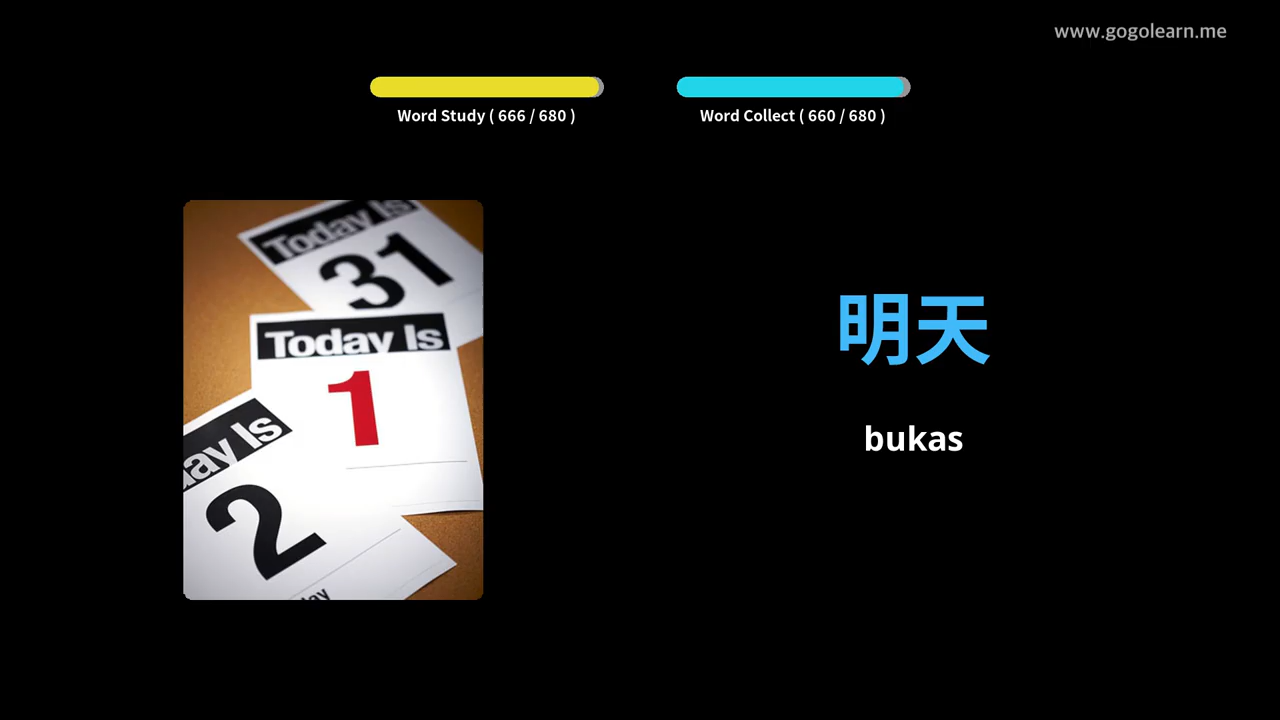 www.gogolearn.me
Word Study ( 666 / 680 )
Word Collect ( 660 / 680 )
Today Is
31
Today Is
1
ay Is
2
ay
明天
bukas